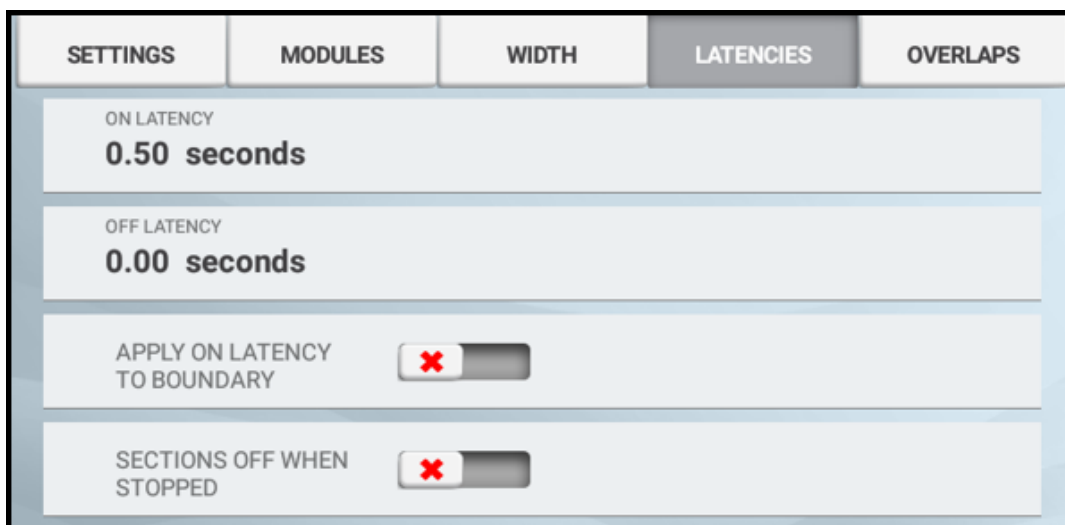 SETTINGS MODULES WIDTH LATENCIES OVERLAPS
ON LATENCY
0.50 seconds
OFF LATENCY
0.00 seconds
APPLY ON LATENCY
TO BOUNDARY
SECTIONS OFF WHEN
STOPPED